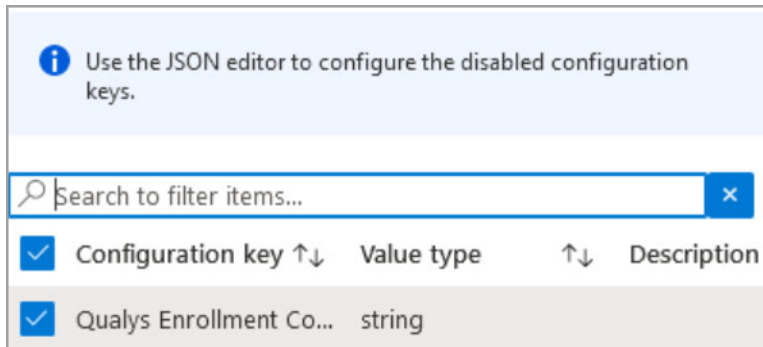 Use the JSON editor to configure the disabled configuration
keys.
Search to filter items...
Configuration key ↑↓ Value type ↑↓ Description
Qualys Enrollment Co... string